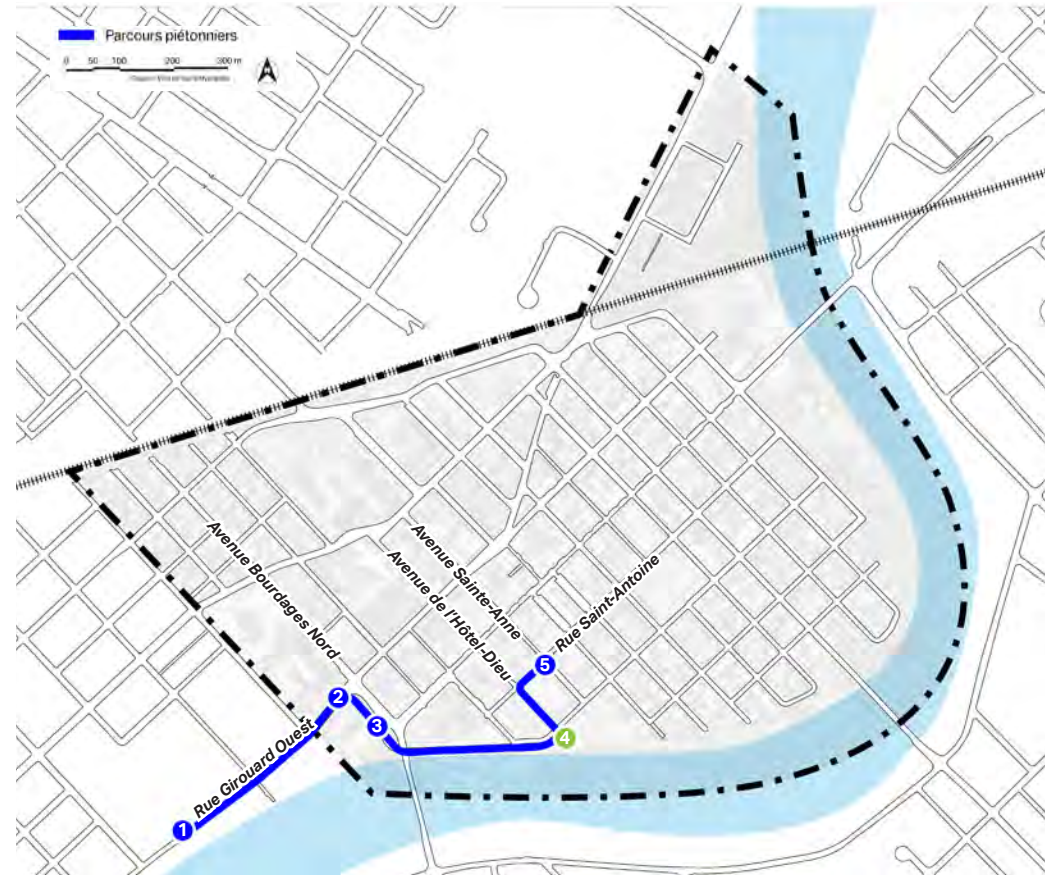 Parcours piétonniers
0 50 100 200 300 m
Avenue Bourdages Nord
Avenue Sainte-Anne
Avenue de l'Hôtel-Dieu
Rue Saint-Antoine
Rue Girouard Ouest
1
2
3
4
5